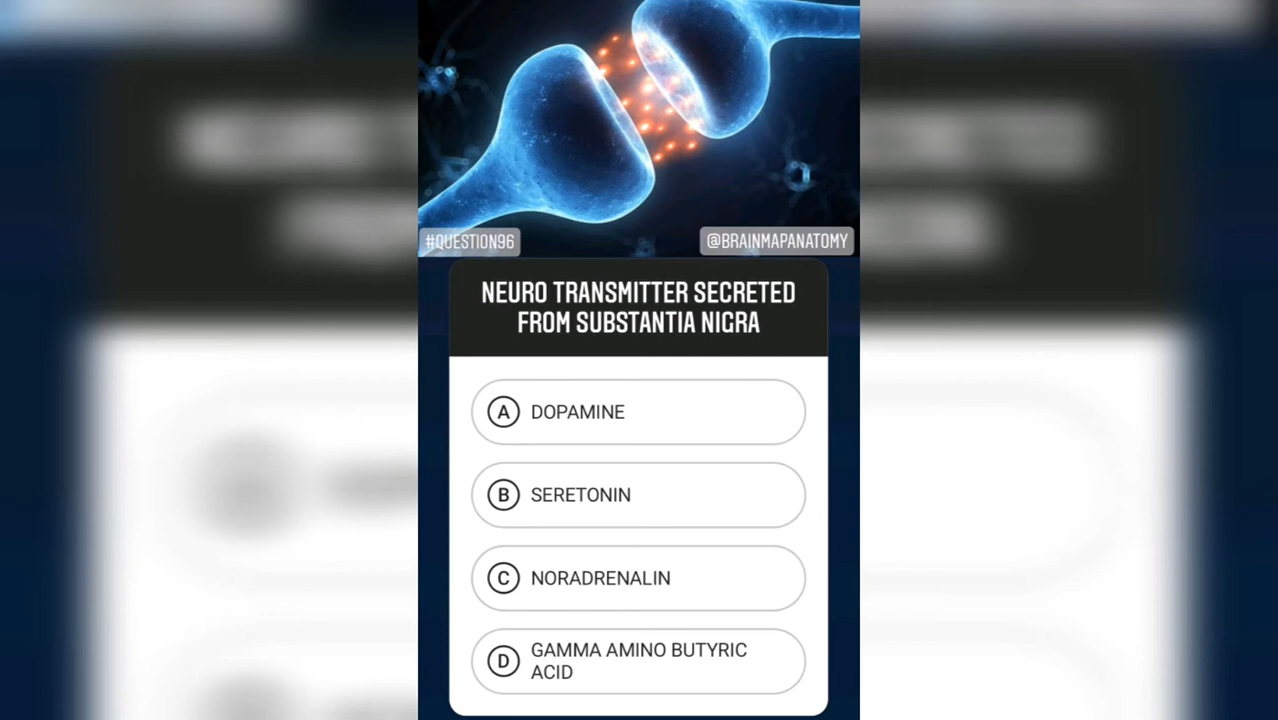 #QUESTION96
@BRAINMAPANATOMY
NEURO TRANSMITTER SECRETED
FROM SUBSTANTIA NIGRA
A DOPAMINE
B SERETONIN
C NORADRENALIN
D GAMMA AMINO BUTYRIC
ACID